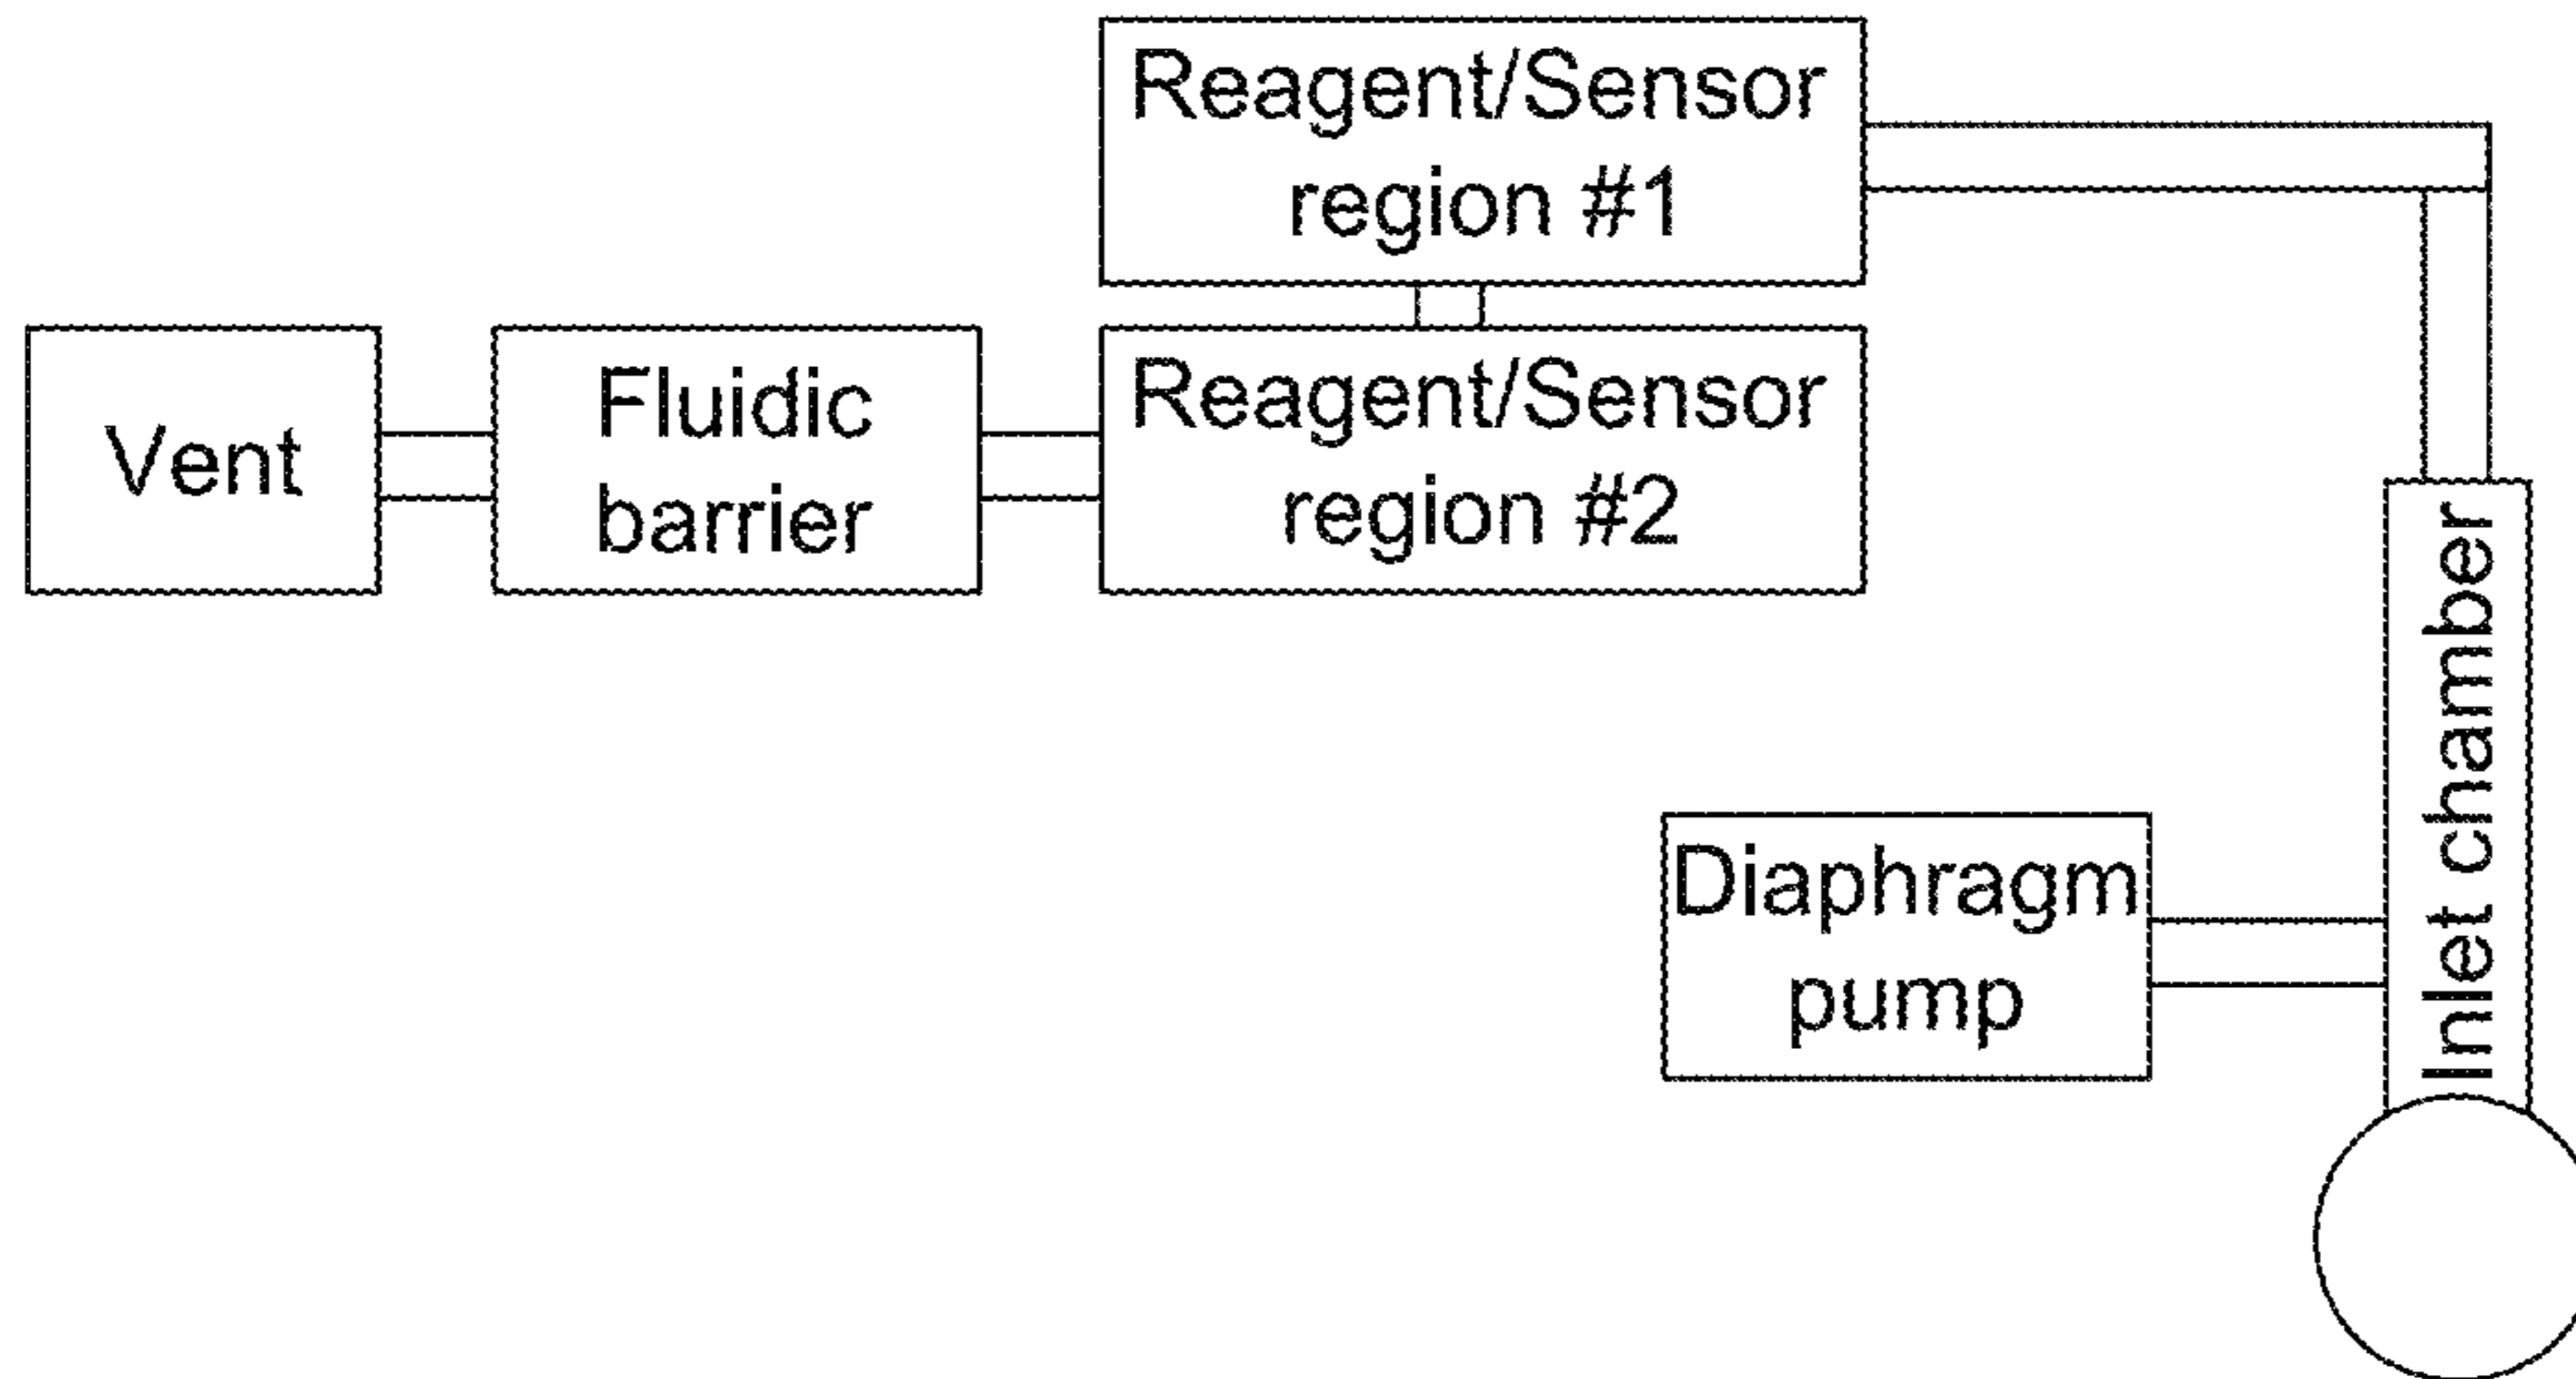 Reagent/Sensor
region #1
Vent
Fluidic
barrier
Reagent/Sensor
region #2
Inlet chamber
Diaphragm
pump